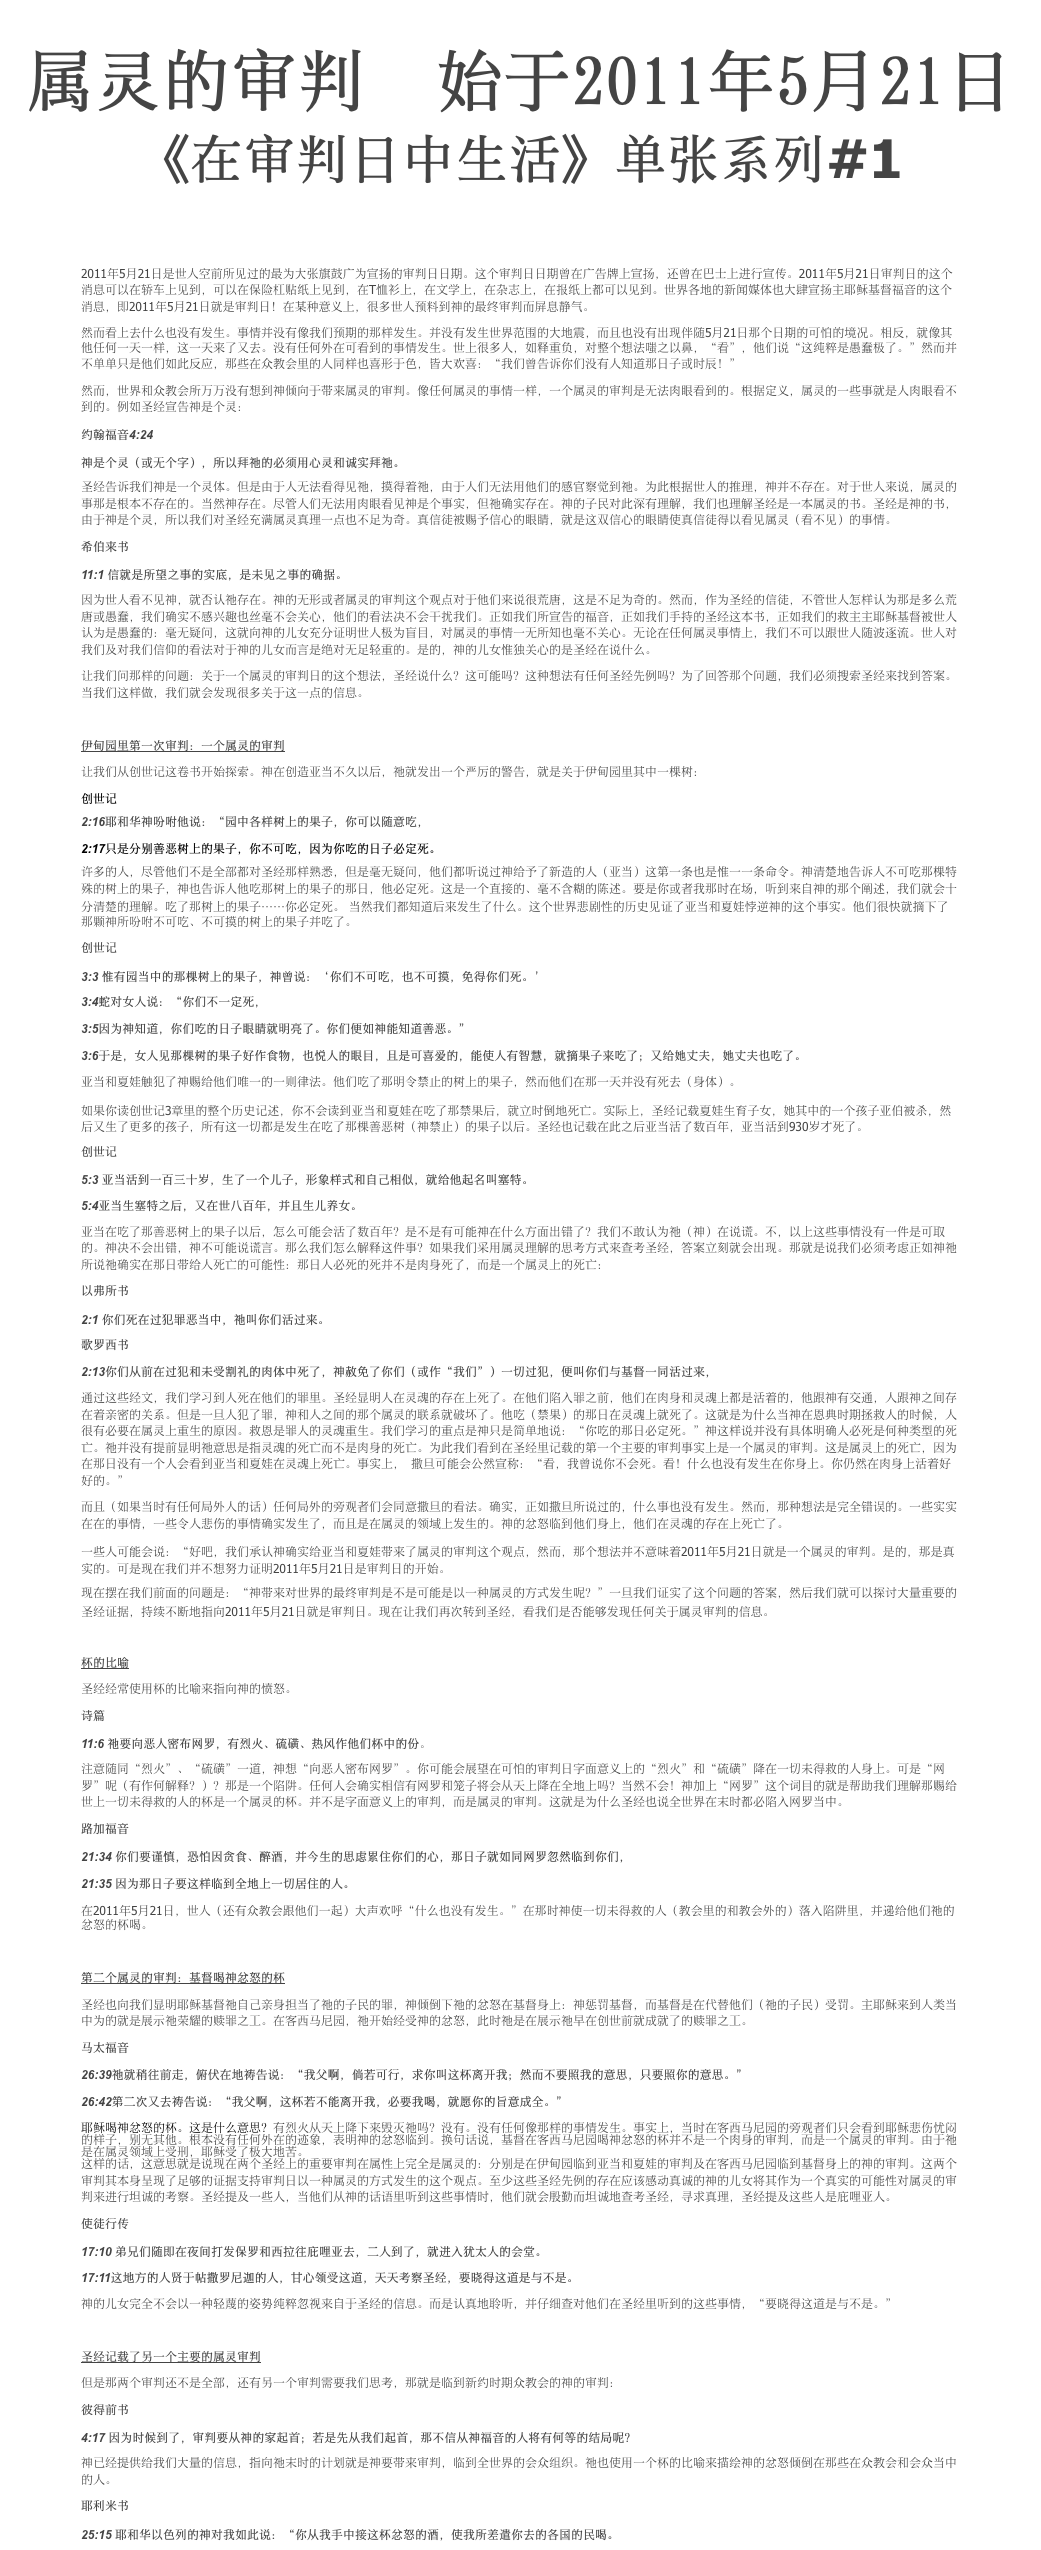 属灵的审判　始于2011年5月21日
《在审判日中生活》单张系列#1
2011年5月21日是世人空前所见过的最为大张旗鼓广为宣扬的审判日日期。这个审判日日期曾在广告牌上宣扬，还曾在巴士上进行宣传。2011年5月21日审判日的这个
消息可以在轿车上见到，可以在保险杠贴纸上见到，在T恤衫上，在文学上，在杂志上，在报纸上都可以见到。世界各地的新闻媒体也大肆宣扬主耶稣基督福音的这个
消息，即2011年5月21日就是审判日！在某种意义上，很多世人预料到神的最终审判而屏息静气。
然而看上去什么也没有发生。事情并没有像我们预期的那样发生。并没有发生世界范围的大地震，而且也没有出现伴随5月21日那个日期的可怕的境况。相反，就像其
他任何一天一样，这一天来了又去。没有任何外在可看到的事情发生。世上很多人，如释重负，对整个想法嗤之以鼻，“看”，他们说“这纯粹是愚蠢极了。”然而并
不单单只是他们如此反应，那些在众教会里的人同样也喜形于色，皆大欢喜：“我们曾告诉你们没有人知道那日子或时辰！”
然而，世界和众教会所万万没有想到神倾向于带来属灵的审判。像任何属灵的事情一样，一个属灵的审判是无法肉眼看到的。根据定义，属灵的一些事就是人肉眼看不
到的。例如圣经宣告神是个灵：
约翰福音4:24
神是个灵（或无个字），所以拜祂的必须用心灵和诚实拜祂。
圣经告诉我们神是一个灵体。但是由于人无法看得见祂，摸得着祂，由于人们无法用他们的感官察觉到祂。为此根据世人的推理，神并不存在。对于世人来说，属灵的
事那是根本不存在的。当然神存在。尽管人们无法用肉眼看见神是个事实，但祂确实存在。神的子民对此深有理解，我们也理解圣经是一本属灵的书。圣经是神的书，
由于神是个灵，所以我们对圣经充满属灵真理一点也不足为奇。真信徒被赐予信心的眼睛，就是这双信心的眼睛使真信徒得以看见属灵（看不见）的事情。
希伯来书
11:1 信就是所望之事的实底，是未见之事的确据。
因为世人看不见神，就否认祂存在。神的无形或者属灵的审判这个观点对于他们来说很荒唐，这是不足为奇的。然而，作为圣经的信徒，不管世人怎样认为那是多么荒
唐或愚蠢，我们确实不感兴趣也丝毫不会关心，他们的看法决不会干扰我们。正如我们所宣告的福音，正如我们手持的圣经这本书，正如我们的救主主耶稣基督被世人
认为是愚蠢的：毫无疑问，这就向神的儿女充分证明世人极为盲目，对属灵的事情一无所知也毫不关心。无论在任何属灵事情上，我们不可以跟世人随波逐流。世人对
我们及对我们信仰的看法对于神的儿女而言是绝对无足轻重的。是的，神的儿女惟独关心的是圣经在说什么。
让我们问那样的问题：关于一个属灵的审判日的这个想法，圣经说什么？这可能吗？这种想法有任何圣经先例吗？为了回答那个问题，我们必须搜索圣经来找到答案。
当我们这样做，我们就会发现很多关于这一点的信息。
伊甸园里第一次审判：一个属灵的审判
让我们从创世记这卷书开始探索。神在创造亚当不久以后，祂就发出一个严厉的警告，就是关于伊甸园里其中一棵树：
创世记
2:16耶和华神吩咐他说：“园中各样树上的果子，你可以随意吃，
2:17只是分别善恶树上的果子，你不可吃，因为你吃的日子必定死。
许多的人，尽管他们不是全部都对圣经那样熟悉，但是毫无疑问，他们都听说过神给予了新造的人（亚当）这第一条也是惟一一条命令。神清楚地告诉人不可吃那棵特
殊的树上的果子，神也告诉人他吃那树上的果子的那日，他必定死。这是一个直接的、毫不含糊的陈述。要是你或者我那时在场，听到来自神的那个阐述，我们就会十
分清楚的理解。吃了那树上的果子……你必定死。 当然我们都知道后来发生了什么。这个世界悲剧性的历史见证了亚当和夏娃悖逆神的这个事实。他们很快就摘下了
那颗神所吩咐不可吃、不可摸的树上的果子并吃了。
创世记
3:3 惟有园当中的那棵树上的果子，神曾说：‘你们不可吃，也不可摸，免得你们死。’
3:4蛇对女人说：“你们不一定死，
3:5因为神知道，你们吃的日子眼睛就明亮了。你们便如神能知道善恶。”
3:6于是，女人见那棵树的果子好作食物，也悦人的眼目，且是可喜爱的，能使人有智慧，就摘果子来吃了；又给她丈夫，她丈夫也吃了。
亚当和夏娃触犯了神赐给他们唯一的一则律法。他们吃了那明令禁止的树上的果子，然而他们在那一天并没有死去（身体）。
如果你读创世记3章里的整个历史记述，你不会读到亚当和夏娃在吃了那禁果后，就立时倒地死亡。实际上，圣经记载夏娃生育子女，她其中的一个孩子亚伯被杀，然
后又生了更多的孩子，所有这一切都是发生在吃了那棵善恶树（神禁止）的果子以后。圣经也记载在此之后亚当活了数百年，亚当活到930岁才死了。
创世记
5:3 亚当活到一百三十岁，生了一个儿子，形象样式和自己相似，就给他起名叫塞特。
5:4亚当生塞特之后，又在世八百年，并且生儿养女。
亚当在吃了那善恶树上的果子以后，怎么可能会活了数百年？是不是有可能神在什么方面出错了？我们不敢认为祂（神）在说谎。不，以上这些事情没有一件是可取
的。神决不会出错，神不可能说谎言。那么我们怎么解释这件事？如果我们采用属灵理解的思考方式来查考圣经，答案立刻就会出现。那就是说我们必须考虑正如神祂
所说祂确实在那日带给人死亡的可能性：那日人必死的死并不是肉身死了，而是一个属灵上的死亡：
以弗所书
2:1 你们死在过犯罪恶当中，祂叫你们活过来。
歌罗西书
2:13你们从前在过犯和未受割礼的肉体中死了，神赦免了你们（或作“我们”）一切过犯，便叫你们与基督一同活过来，
通过这些经文，我们学习到人死在他们的罪里。圣经显明人在灵魂的存在上死了。在他们陷入罪之前，他们在肉身和灵魂上都是活着的，他跟神有交通，人跟神之间存
在着亲密的关系。但是一旦人犯了罪，神和人之间的那个属灵的联系就破坏了。他吃（禁果）的那日在灵魂上就死了。这就是为什么当神在恩典时期拯救人的时候，人
很有必要在属灵上重生的原因。救恩是罪人的灵魂重生。我们学习的重点是神只是简单地说：“你吃的那日必定死。”神这样说并没有具体明确人必死是何种类型的死
亡。祂并没有提前显明祂意思是指灵魂的死亡而不是肉身的死亡。为此我们看到在圣经里记载的第一个主要的审判事实上是一个属灵的审判。这是属灵上的死亡，因为
在那日没有一个人会看到亚当和夏娃在灵魂上死亡。事实上， 撒旦可能会公然宣称：“看，我曾说你不会死。看！什么也没有发生在你身上。你仍然在肉身上活着好
好的。”
而且（如果当时有任何局外人的话）任何局外的旁观者们会同意撒旦的看法。确实，正如撒旦所说过的，什么事也没有发生。然而，那种想法是完全错误的。一些实实
在在的事情，一些令人悲伤的事情确实发生了，而且是在属灵的领域上发生的。神的忿怒临到他们身上，他们在灵魂的存在上死亡了。
一些人可能会说：“好吧，我们承认神确实给亚当和夏娃带来了属灵的审判这个观点，然而，那个想法并不意味着2011年5月21日就是一个属灵的审判。是的，那是真
实的。可是现在我们并不想努力证明2011年5月21日是审判日的开始。
现在摆在我们前面的问题是：“神带来对世界的最终审判是不是可能是以一种属灵的方式发生呢？”一旦我们证实了这个问题的答案，然后我们就可以探讨大量重要的
圣经证据，持续不断地指向2011年5月21日就是审判日。现在让我们再次转到圣经，看我们是否能够发现任何关于属灵审判的信息。
杯的比喻
圣经经常使用杯的比喻来指向神的愤怒。
诗篇
11:6 祂要向恶人密布网罗，有烈火、硫磺、热风作他们杯中的份。
注意随同“烈火”、“硫磺”一道，神想“向恶人密布网罗”。你可能会展望在可怕的审判日字面意义上的“烈火”和“硫磺”降在一切未得救的人身上。可是“网
罗”呢（有作何解释？）？那是一个陷阱。任何人会确实相信有网罗和笼子将会从天上降在全地上吗？当然不会！神加上“网罗”这个词目的就是帮助我们理解那赐给
世上一切未得救的人的杯是一个属灵的杯。并不是字面意义上的审判，而是属灵的审判。这就是为什么圣经也说全世界在末时都必陷入网罗当中。
路加福音
21:34 你们要谨慎，恐怕因贪食、醉酒，并今生的思虑累住你们的心，那日子就如同网罗忽然临到你们，
21:35 因为那日子要这样临到全地上一切居住的人。
在2011年5月21日，世人（还有众教会跟他们一起）大声欢呼“什么也没有发生。”在那时神使一切未得救的人（教会里的和教会外的）落入陷阱里，并递给他们祂的
忿怒的杯喝。
第二个属灵的审判：基督喝神忿怒的杯
圣经也向我们显明耶稣基督祂自己亲身担当了祂的子民的罪，神倾倒下祂的忿怒在基督身上：神惩罚基督，而基督是在代替他们（祂的子民）受罚。主耶稣来到人类当
中为的就是展示祂荣耀的赎罪之工。在客西马尼园，祂开始经受神的忿怒，此时祂是在展示祂早在创世前就成就了的赎罪之工。
马太福音
26:39祂就稍往前走，俯伏在地祷告说：“我父啊，倘若可行，求你叫这杯离开我；然而不要照我的意思，只要照你的意思。”
26:42第二次又去祷告说：“我父啊，这杯若不能离开我，必要我喝，就愿你的旨意成全。”
耶稣喝神忿怒的杯。这是什么意思？有烈火从天上降下来毁灭祂吗？没有。没有任何像那样的事情发生。事实上，当时在客西马尼园的旁观者们只会看到耶稣悲伤忧闷
的样子，别无其他。根本没有任何外在的迹象，表明神的忿怒临到。换句话说，基督在客西马尼园喝神忿怒的杯并不是一个肉身的审判，而是一个属灵的审判。由于祂
是在属灵领域上受刑，耶稣受了极大地苦。
这样的话，这意思就是说现在两个圣经上的重要审判在属性上完全是属灵的：分别是在伊甸园临到亚当和夏娃的审判及在客西马尼园临到基督身上的神的审判。这两个
审判其本身呈现了足够的证据支持审判日以一种属灵的方式发生的这个观点。至少这些圣经先例的存在应该感动真诚的神的儿女将其作为一个真实的可能性对属灵的审
判来进行坦诚的考察。圣经提及一些人，当他们从神的话语里听到这些事情时，他们就会殷勤而坦诚地查考圣经，寻求真理，圣经提及这些人是庇哩亚人。
使徒行传
17:10 弟兄们随即在夜间打发保罗和西拉往庇哩亚去，二人到了，就进入犹太人的会堂。
17:11这地方的人贤于帖撒罗尼迦的人，甘心领受这道，天天考察圣经，要晓得这道是与不是。
神的儿女完全不会以一种轻蔑的姿势纯粹忽视来自于圣经的信息。而是认真地聆听，并仔细查对他们在圣经里听到的这些事情，“要晓得这道是与不是。”
圣经记载了另一个主要的属灵审判
但是那两个审判还不是全部，还有另一个审判需要我们思考，那就是临到新约时期众教会的神的审判：
彼得前书
4:17 因为时候到了，审判要从神的家起首；若是先从我们起首，那不信从神福音的人将有何等的结局呢？
神已经提供给我们大量的信息，指向祂末时的计划就是神要带来审判，临到全世界的会众组织。祂也使用一个杯的比喻来描绘神的忿怒倾倒在那些在众教会和会众当中
的人。
耶利米书
25:15 耶和华以色列的神对我如此说：“你从我手中接这杯忿怒的酒，使我所差遣你去的各国的民喝。